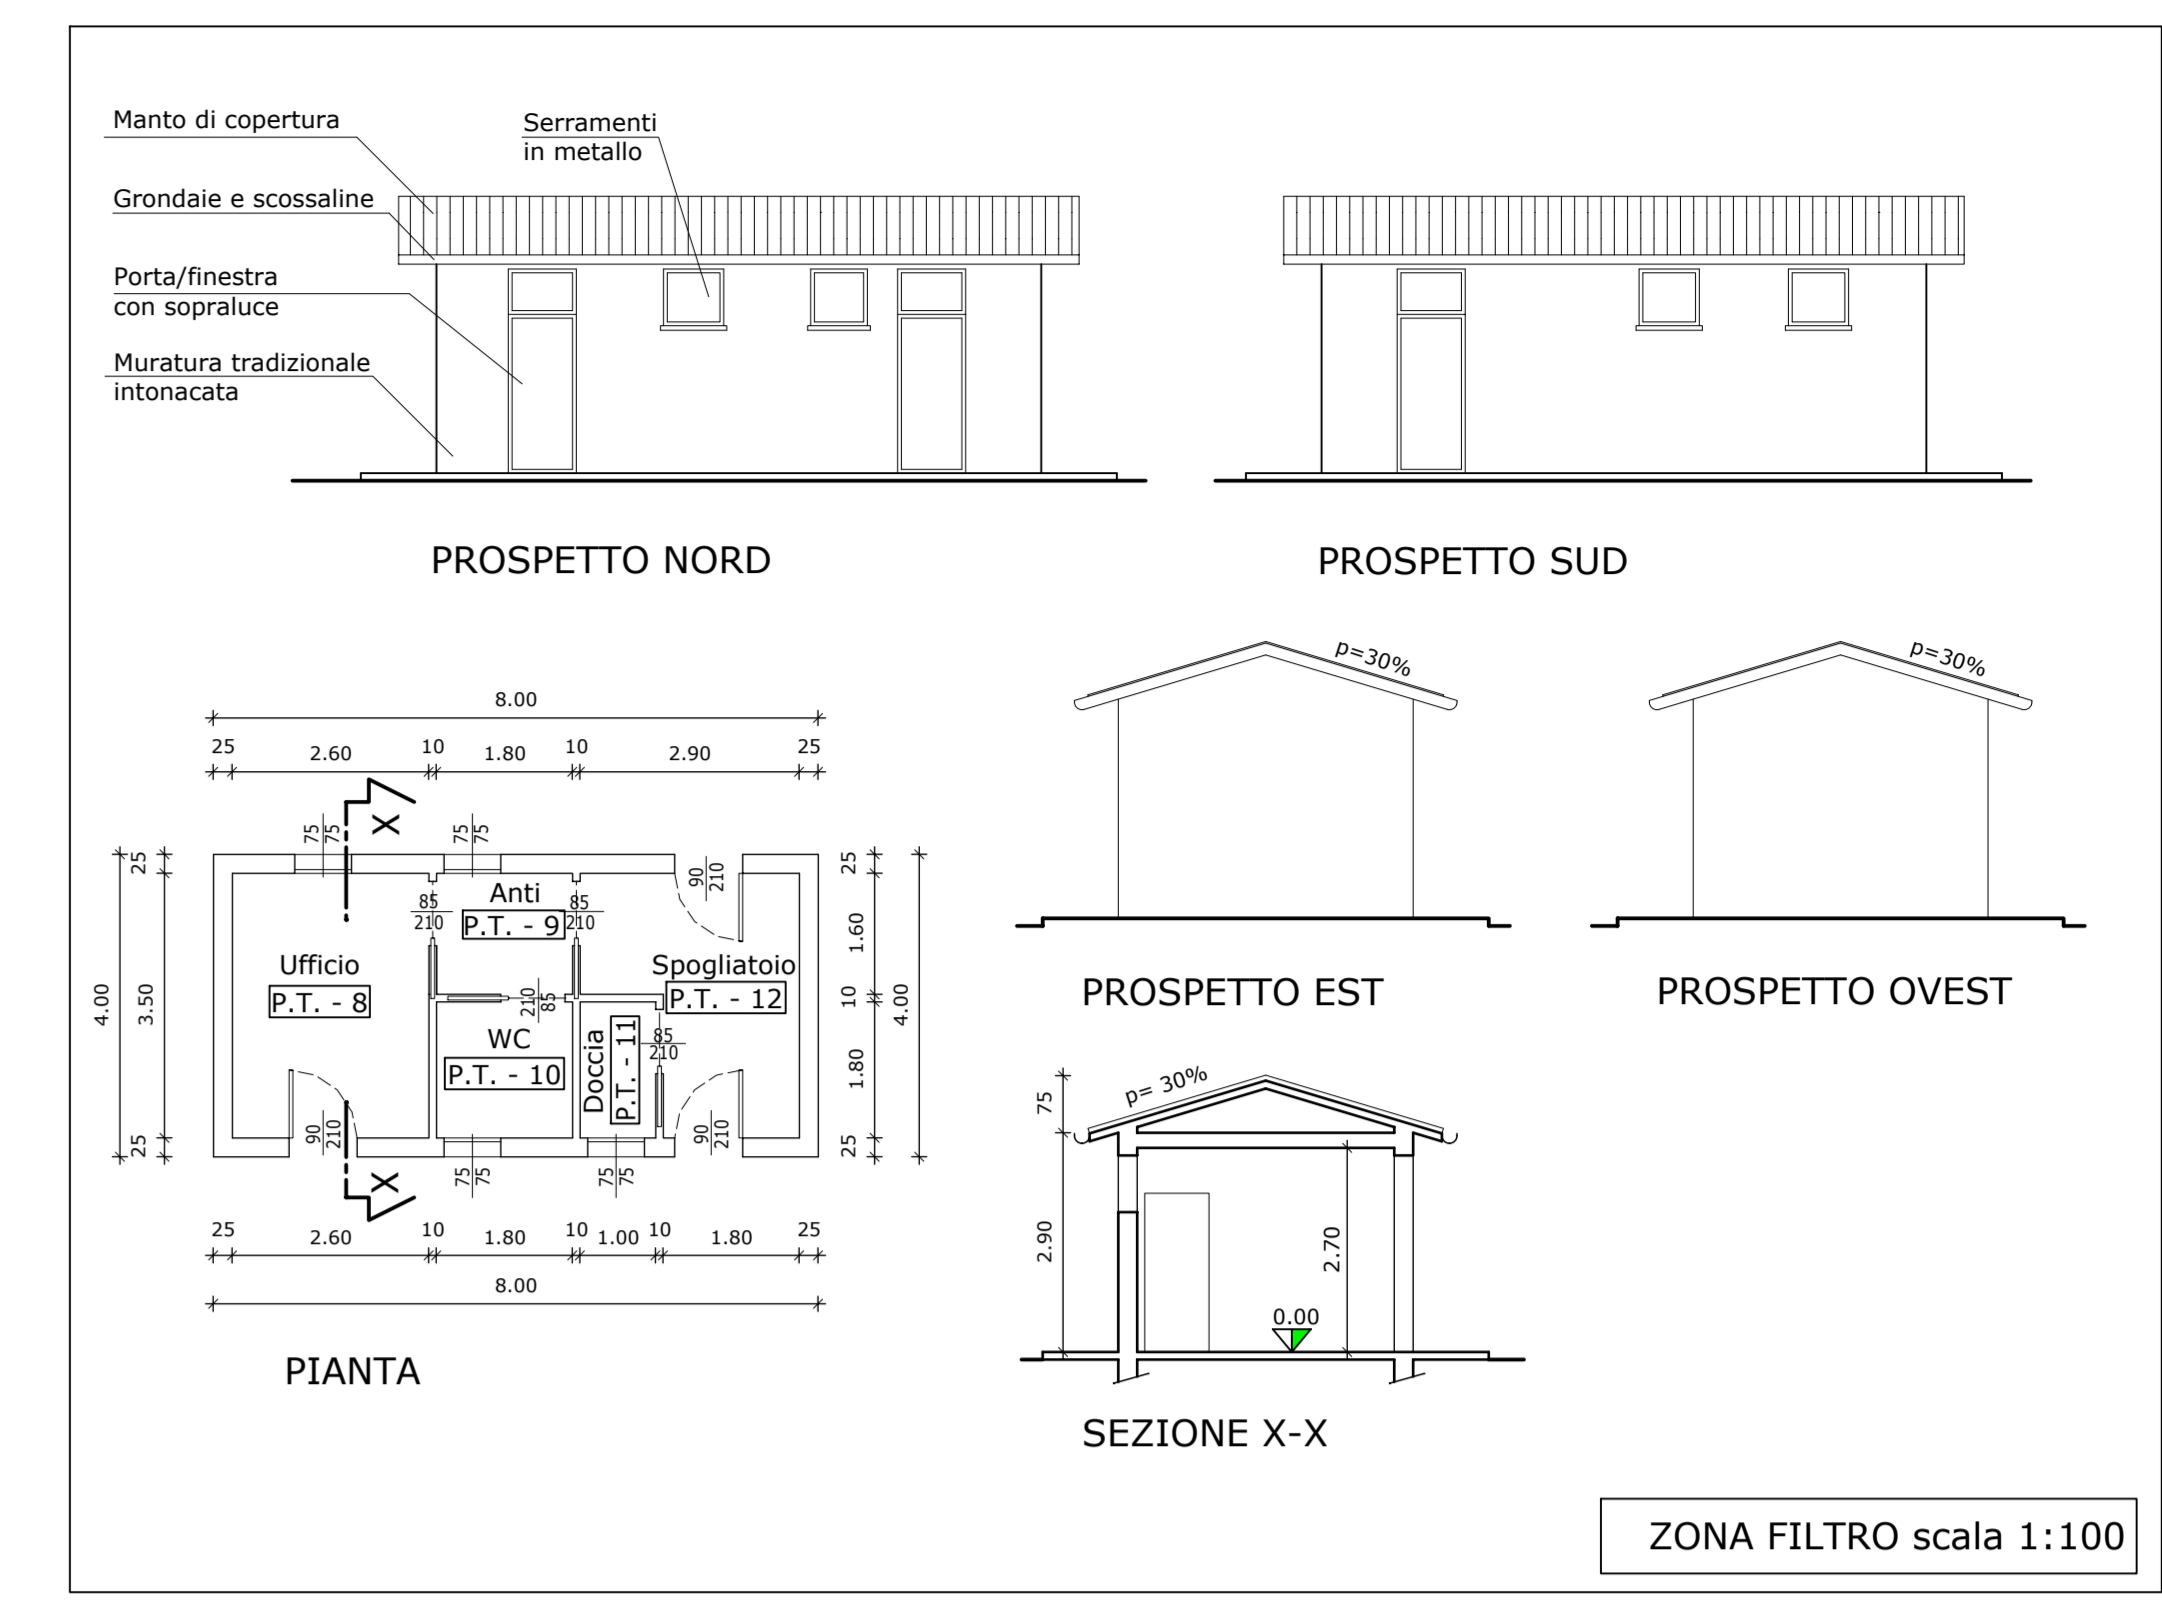 Manto di copertura
Serramenti
in metallo
Grondaie e scossaline
Porta/finestra
con sopraluce
Muratura tradizionale
intonacata
PROSPETTO NORD
PROSPETTO SUD
p=30%
p=30%
PROSPETTO EST
PROSPETTO OVEST
8.00
25 2.60 10 1.80 10 2.90 25
X
75
75
75
75
90
210
25
3.50
25
4.00
25
1.60
10
1.80
25
4.00
Anti
P.T. - 9
85
210
85
210
Ufficio
P.T. - 8
Spogliatoio
P.T. - 12
210
85
WC
P.T. - 10
Doccia
P.T. - 11
85
210
90
210
90
210
75
75
75
75
X
25 2.60 10 1.80 10 1.00 10 1.80 25
8.00
PIANTA
p= 30%
75
2.90
2.70
0.00
SEZIONE X-X
ZONA FILTRO scala 1:100